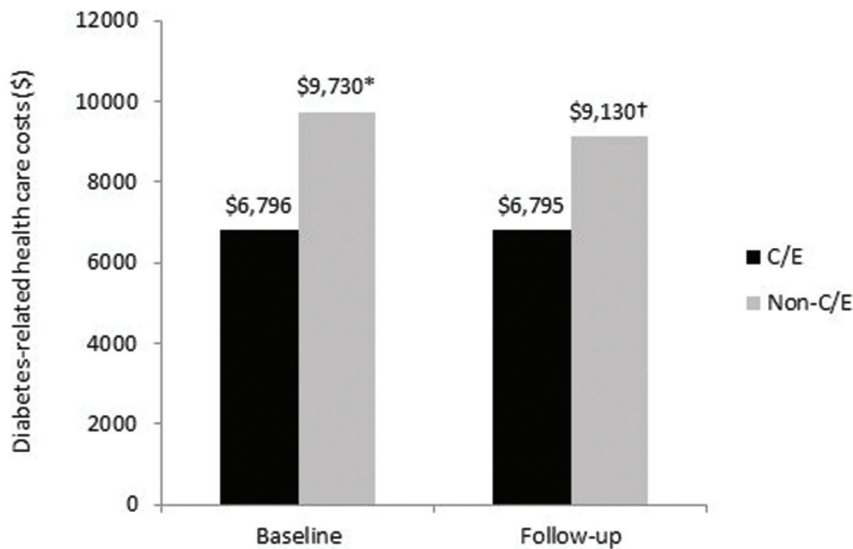 Diabetes-related health care costs($)
12000
10000
8000
6000
4000
2000
0
$6,796
$9,730*
$6,795
$9,130†
Baseline
Follow-up
C/E
Non-C/E